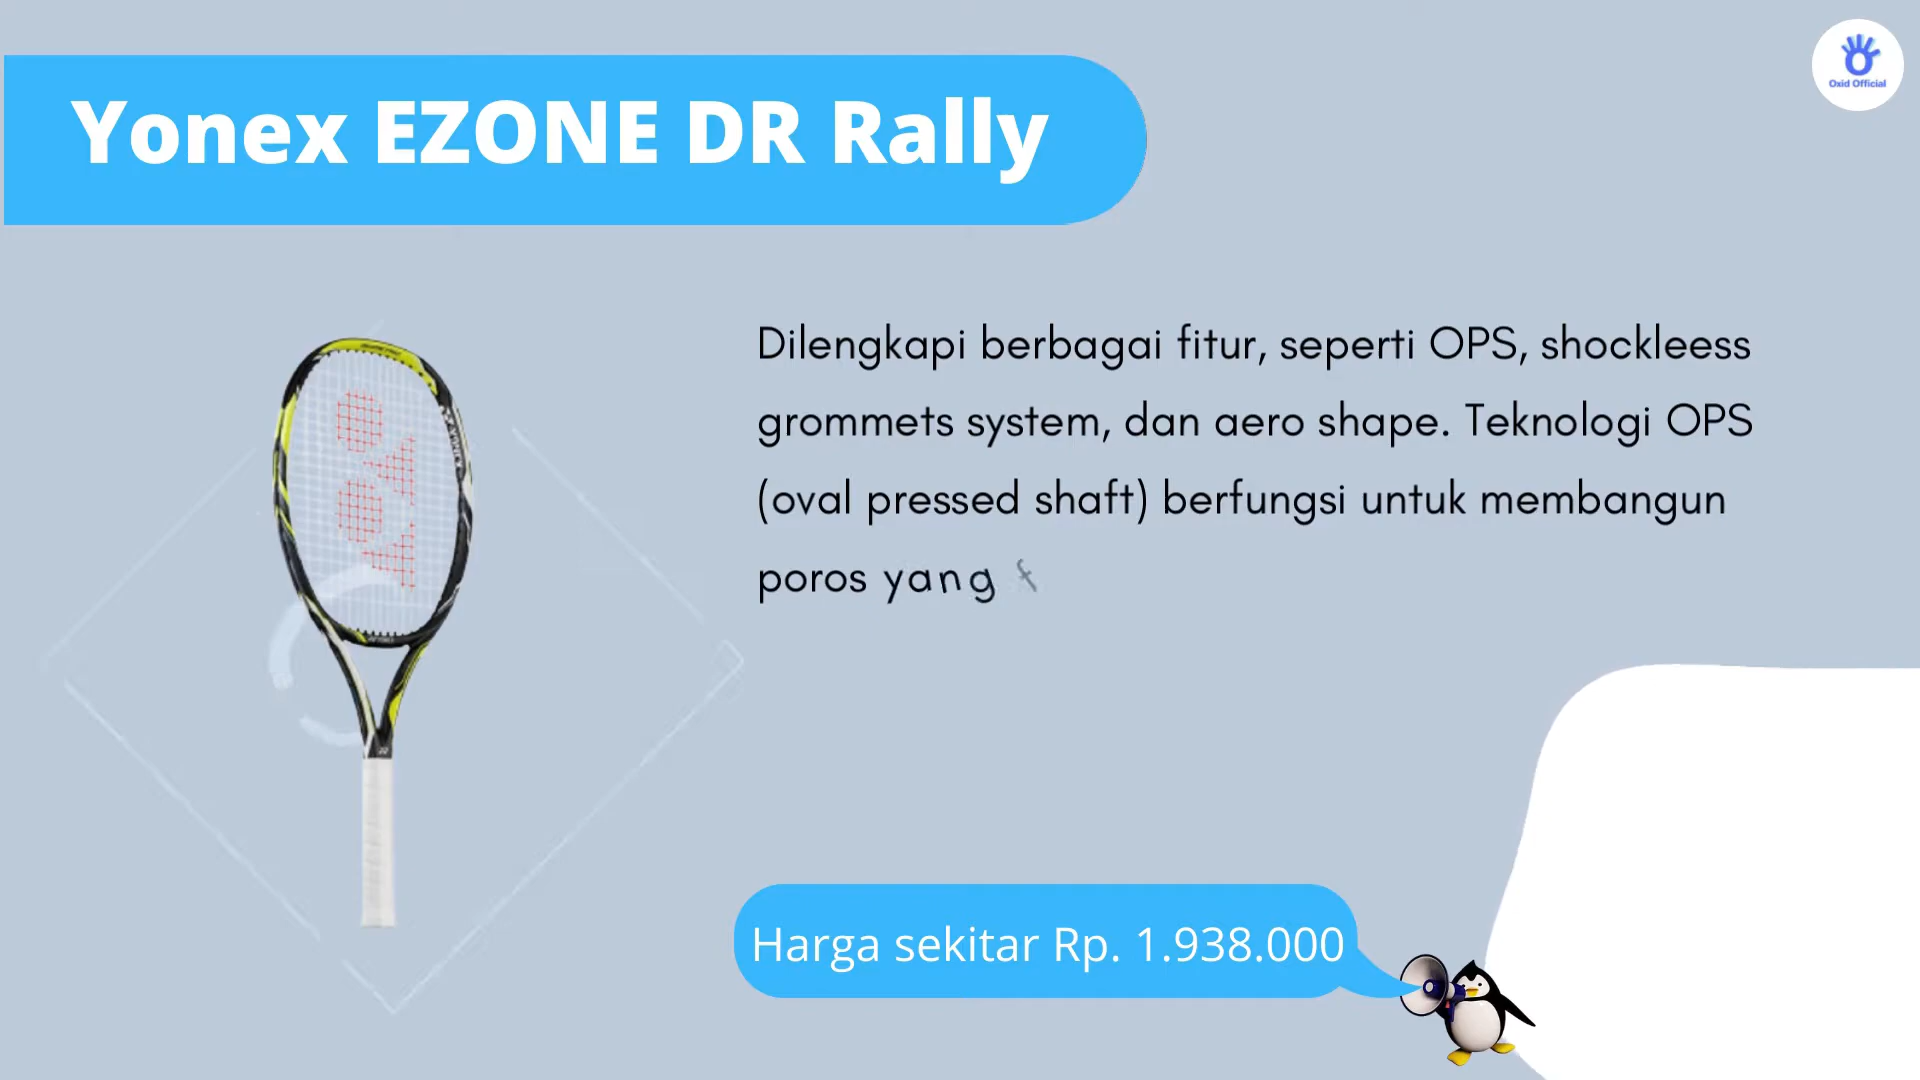 Oxid Official
Yonex EZONE DR Rally
Dilengkapi berbagai fitur, seperti OPS, shockleess
grommets system, dan aero shape. Teknologi OPS
(oval pressed shaft) berfungsi untuk membangun
poros yang f
Harga sekitar Rp. 1.938.000
YONEX